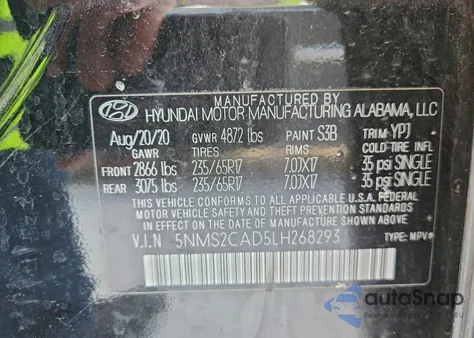 MANUFACTURED BY
HYUNDAI MOTOR MANUFACTURING ALABAMA, LLC
Aug/20/20 GVWR 4872 lbs PAINT S3B TRIM YPJ
GAWR TIRES RIMS COLD TIRE INFL
FRONT 2866 lbs 235/65R17 7.0JX17 35 psi SINGLE
REAR 3075 lbs 235/65R17 7.0JX17 35 psi SINGLE
THIS VEHICLE CONFORMS TO ALL APPLICABLE U.S.A. FEDERAL
MOTOR VEHICLE SAFETY, BUMPER, AND THEFT PREVENTION STANDARDS
IN EFFECT ON THE DATE OF MANUFACTURE SHOWN ABOVE.
V.I.N 5NMS2CAD5LH268293 TYPE: MPV
autoSnap